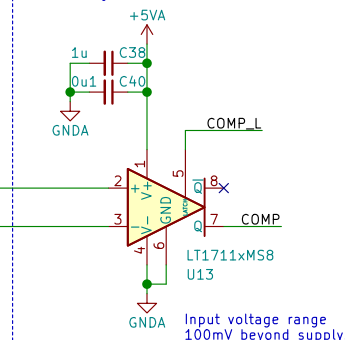 +5VA
1u C38
0u1 C40
GNDA
COMP_L
1
5
2 + V+ Q 8
LATCH
GND
3 - V- Q 7 COMP
4 6
LT1711xMS8
U13
GNDA
Input voltage range
100mV beyond supply